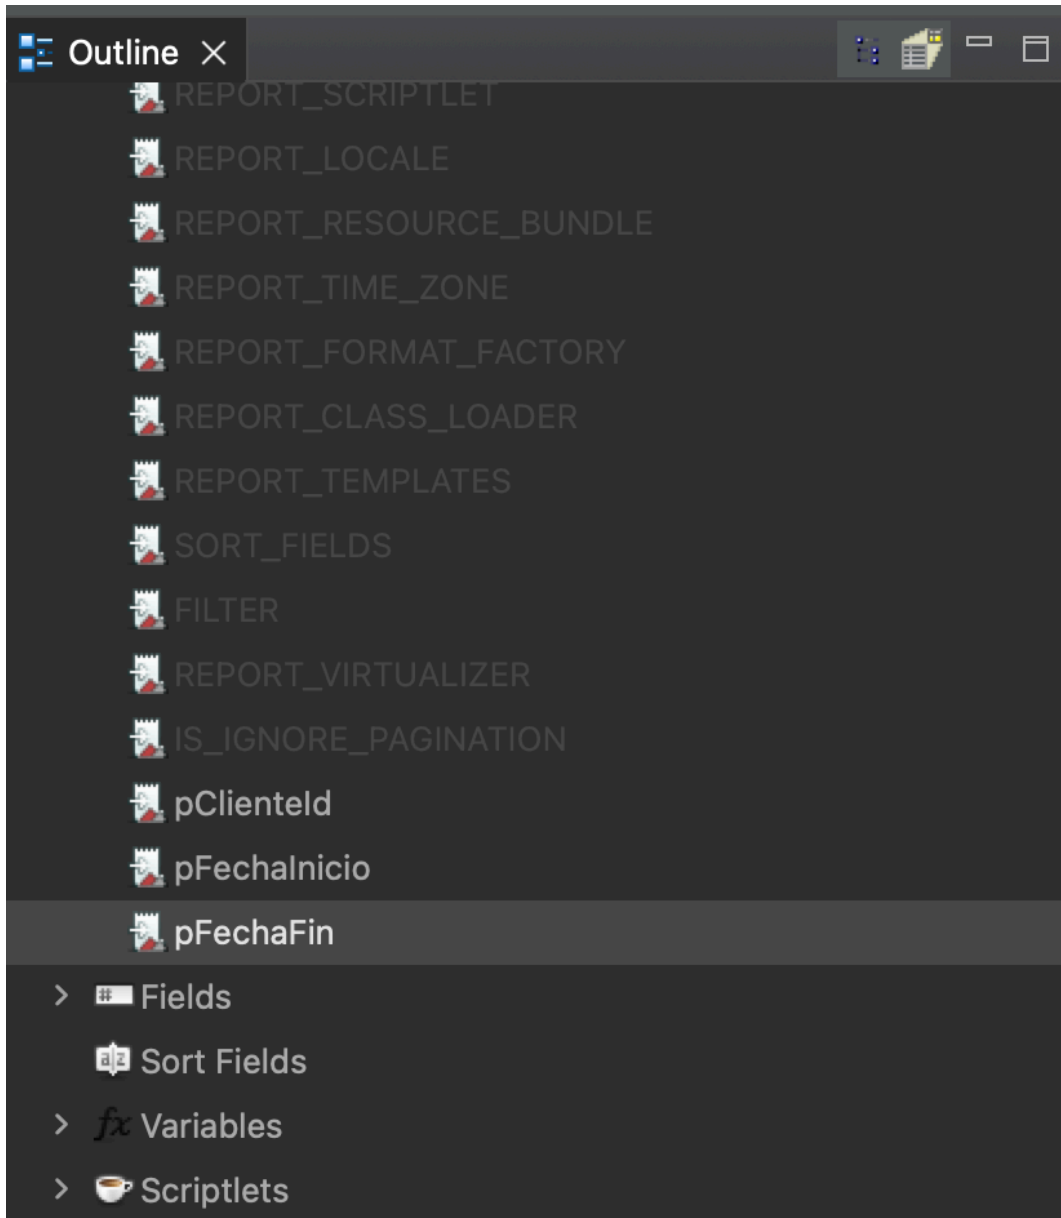 Outline
REPORT_SCRIPTLET
REPORT_LOCALE
REPORT_RESOURCE_BUNDLE
REPORT_TIME_ZONE
REPORT_FORMAT_FACTORY
REPORT_CLASS_LOADER
REPORT_TEMPLATES
SORT_FIELDS
FILTER
REPORT_VIRTUALIZER
IS_IGNORE_PAGINATION
pClienteId
pFechaInicio
pFechaFin
# Fields
a z Sort Fields
fx Variables
Scriptlets